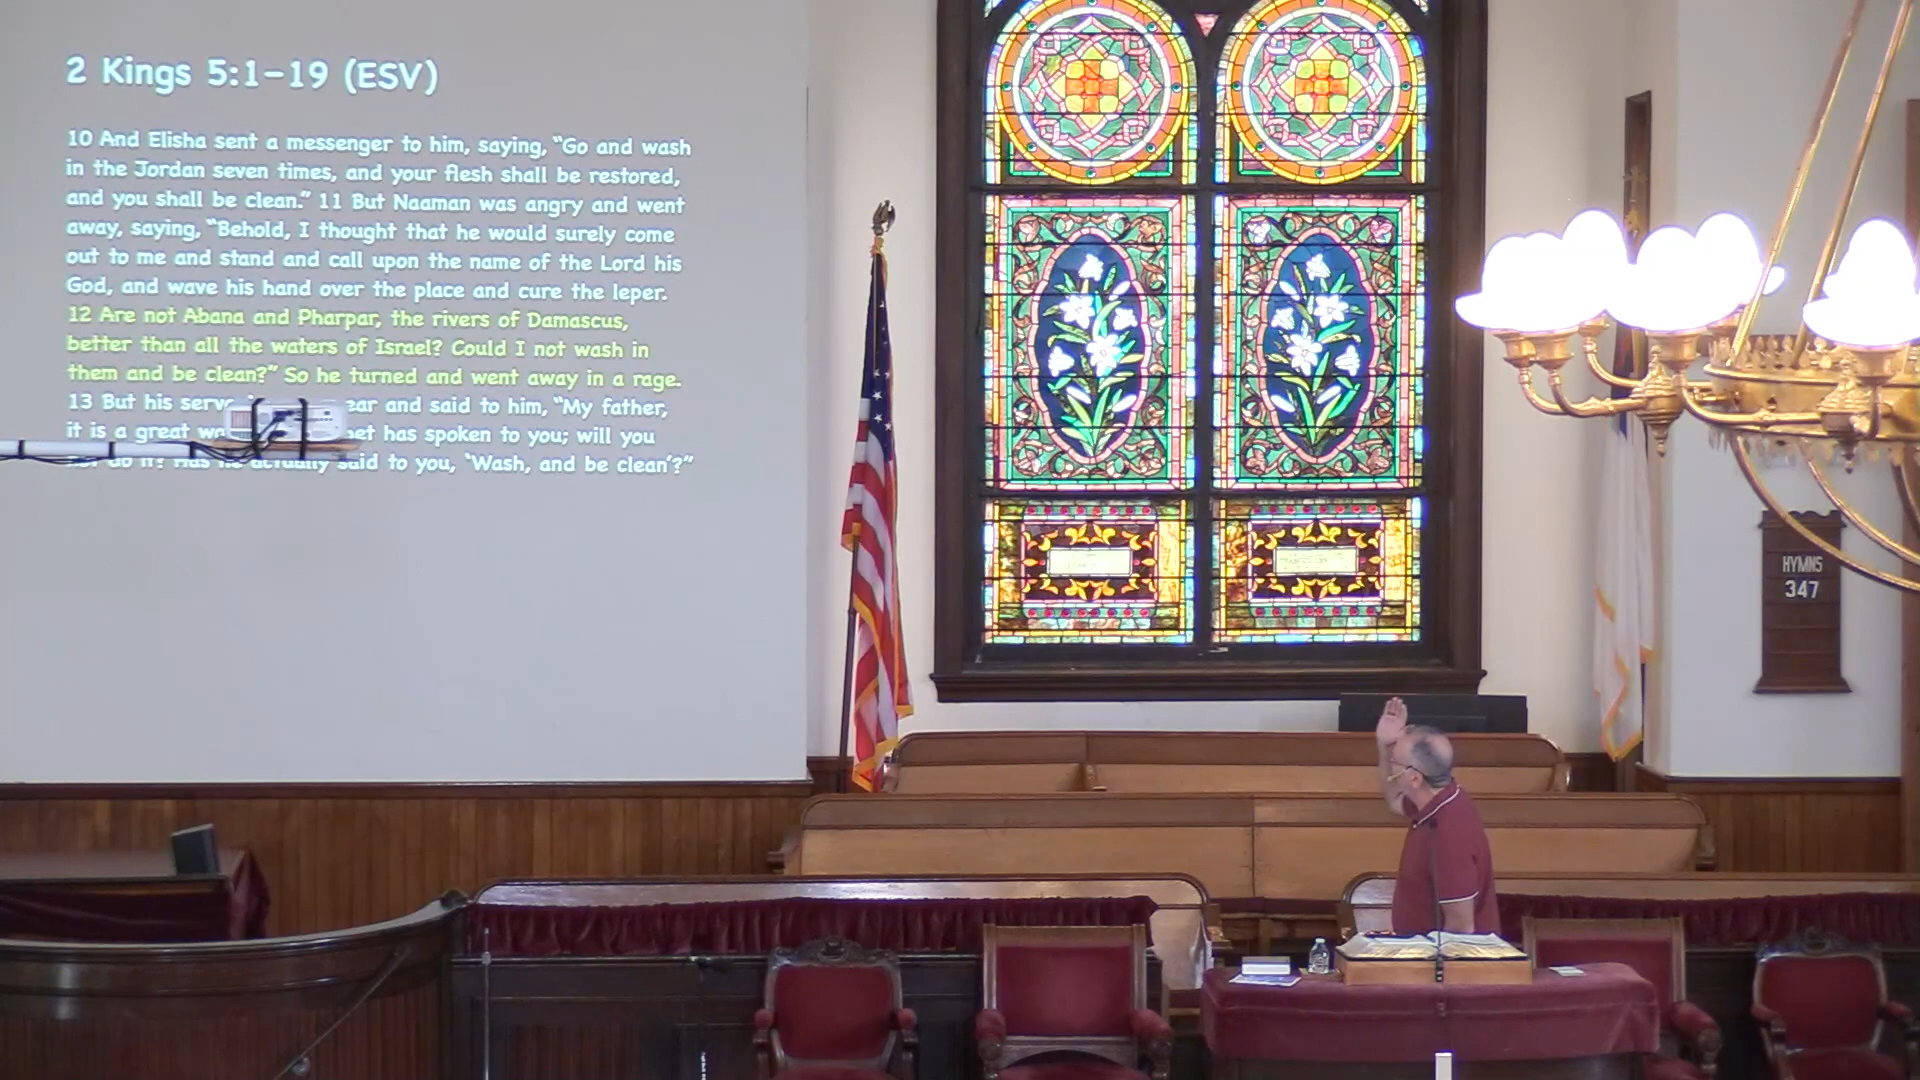 2 Kings 5:1-19 (ESV)
10 And Elisha sent a messenger to him, saying, “Go and wash
in the Jordan seven times, and your flesh shall be restored,
and you shall be clean.” 11 But Naaman was angry and went
away, saying, “Behold, I thought that he would surely come
out to me and stand and call upon the name of the Lord his
God, and wave his hand over the place and cure the leper.
12 Are not Abana and Pharpar, the rivers of Damascus,
better than all the waters of Israel? Could I not wash in
them and be clean?” So he turned and went away in a rage.
13 But his and said to him, “My father,
it is a great has spoken to you; will you
do it? Has he actually said to you, ‘Wash, and be clean’?”
HYMNS
347